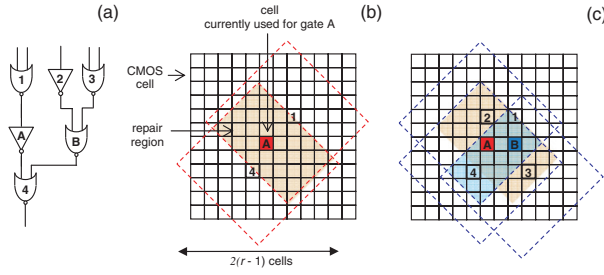 (a)
cell
currently used for gate A
(b)
(c)
CMOS
cell
repair
region
1
2
3
A
B
4
1
A
4
2
1
A
B
4
3
2(r - 1) cells